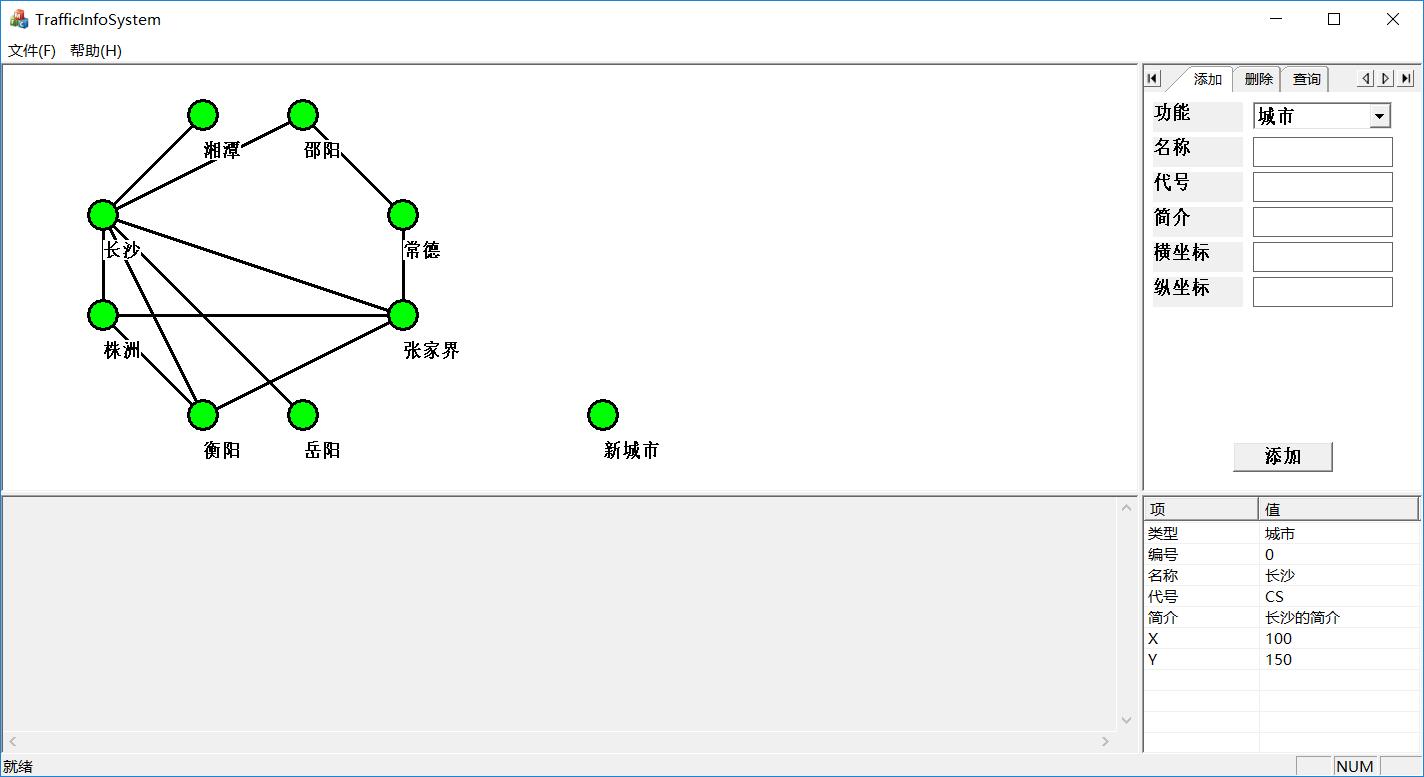 TrafficInfoSystem
文件(F) 帮助(H)
湘潭 邵阳
长沙 常德
株洲 张家界
衡阳 岳阳 新城市
添加 删除 查询
功能 城市
名称
代号
简介
横坐标
纵坐标
添加
项 值
类型 城市
编号 0
名称 长沙
代号 CS
简介 长沙的简介
X 100
Y 150
就绪 NUM